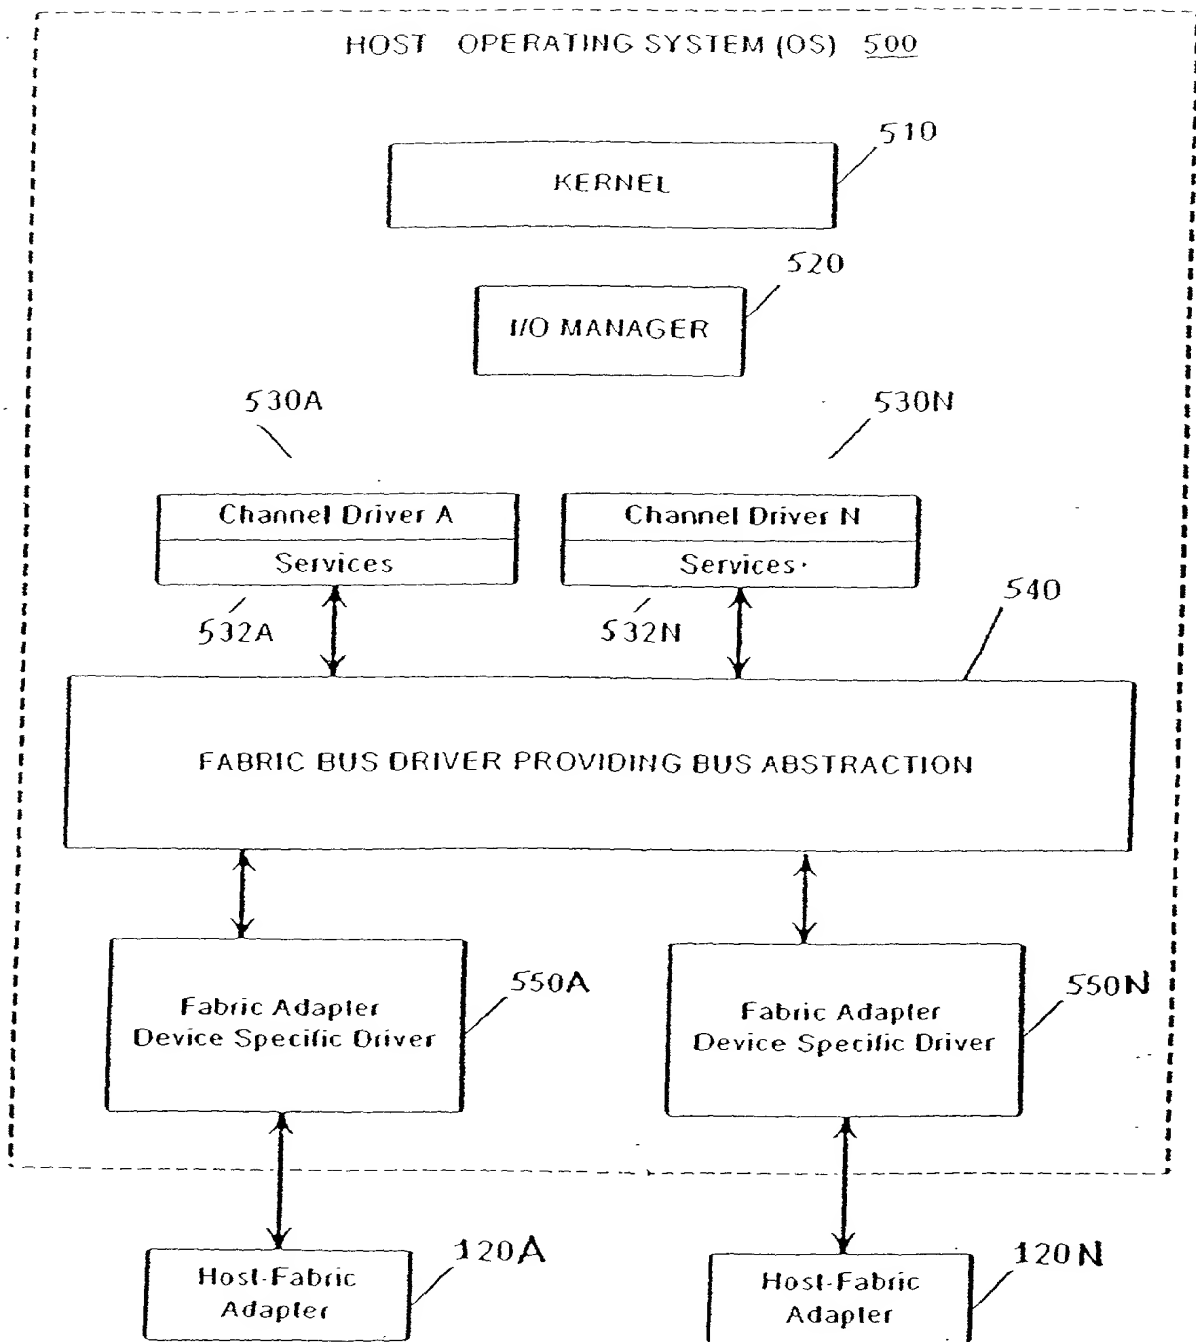 HOST OPERATING SYSTEM (OS) 500
510
KERNEL
520
I/O MANAGER
530A
530N
Channel Driver A
Services
Channel Driver N
Services
532A
532N
540
FABRIC BUS DRIVER PROVIDING BUS ABSTRACTION
550A
Fabric Adapter
Device Specific Driver
550N
Fabric Adapter
Device Specific Driver
120A
Host-Fabric
Adapter
120N
Host-Fabric
Adapter